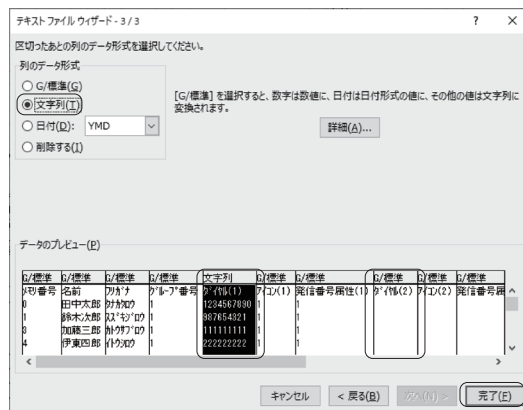 テキスト ファイル ウィザード - 3 / 3
? ×
区切ったあとの列のデータ形式を選択してください。
列のデータ形式
G/標準(G)
文字列(T)
日付(D): YMD
削除する(I)
[G/標準] を選択すると、数字は数値に、日付は日付形式の値に、その他の値は文字列に
変換されます。
詳細(A)...
データのプレビュー(P)
G/標準 G/標準 G/標準 G/標準 文字列 G/標準 G/標準 G/標準 G/標準 G/標準
ﾒﾓﾘ番号 名前 ﾌﾘｶﾞﾅ ｸﾞﾙｰﾌﾟ番号 ﾀﾞｲﾔﾙ(1) ｱｲｺﾝ(1) 発信番号属性(1) ﾀﾞｲﾔﾙ(2) ｱｲｺﾝ(2) 発信番号属
0 田中太郎 ﾀﾅｶﾀﾛｳ 1 1234567890 1 1
1 鈴木次郎 ｽｽﾞｷｼﾞﾛｳ 1 987654321 1 1
3 加藤三郎 ｶﾄｳｻﾌﾞﾛｳ 1 111111111 1 1
4 伊東四郎 ｲﾄｳｼﾛｳ 1 222222222 1 1
キャンセル < 戻る(B) 次へ(N) > 完了(F)